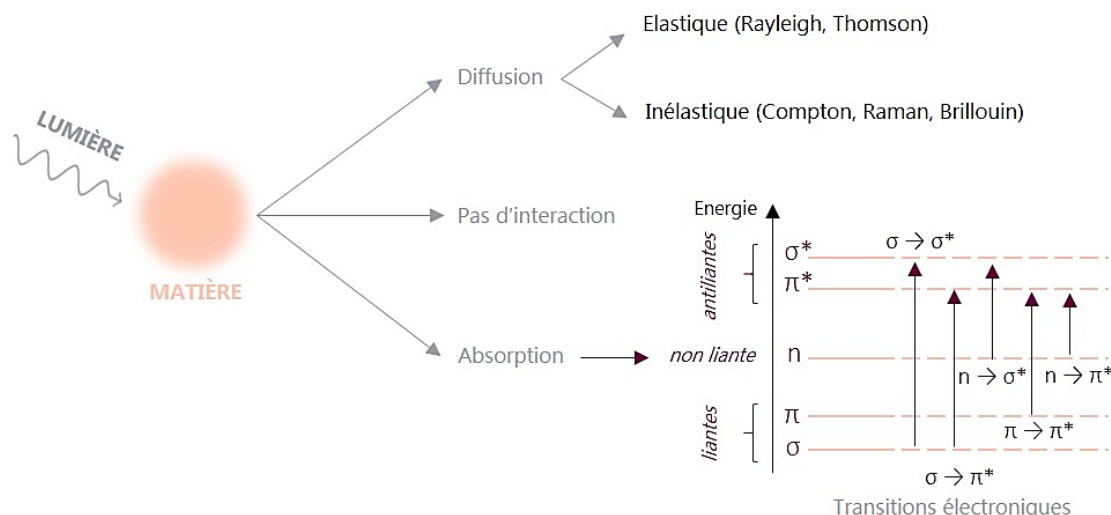 Elastique (Rayleigh, Thomson)
Diffusion
Inélastique (Compton, Raman, Brillouin)
LUMIÈRE
Pas d’interaction
MATIÈRE
Absorption
Energie
antiliantes
σ*
π*
non liante
n
liantes
π
σ
σ → σ*
n → σ*
n → π*
π → π*
σ → π*
Transitions électroniques